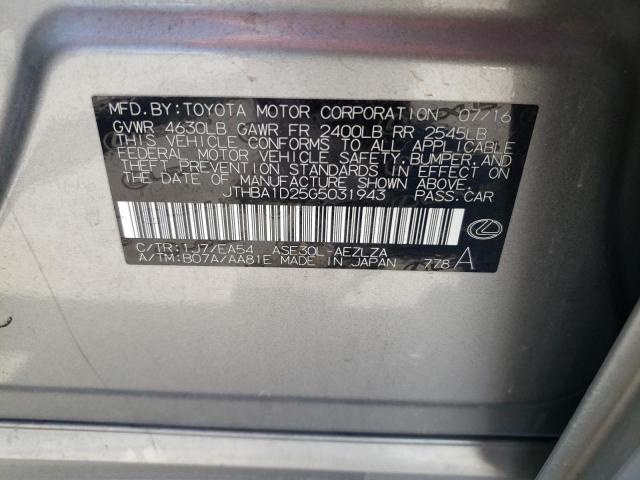 MFD. BY: TOYOTA MOTOR CORPORATION 07/16
GVWR 4630LB GAWR FR 2400LB RR 2545LB
THIS VEHICLE CONFORMS TO ALL APPLICABLE
FEDERAL MOTOR VEHICLE SAFETY, BUMPER, AND
THEFT PREVENTION STANDARDS IN EFFECT ON
THE DATE OF MANUFACTURE SHOWN ABOVE.
JTHBA1D25G5031943 PASS.CAR
C/TR:1J7/EA54 ASE30L-AEZLZA
A/TM:B07A/AA81E MADE IN JAPAN 778 A